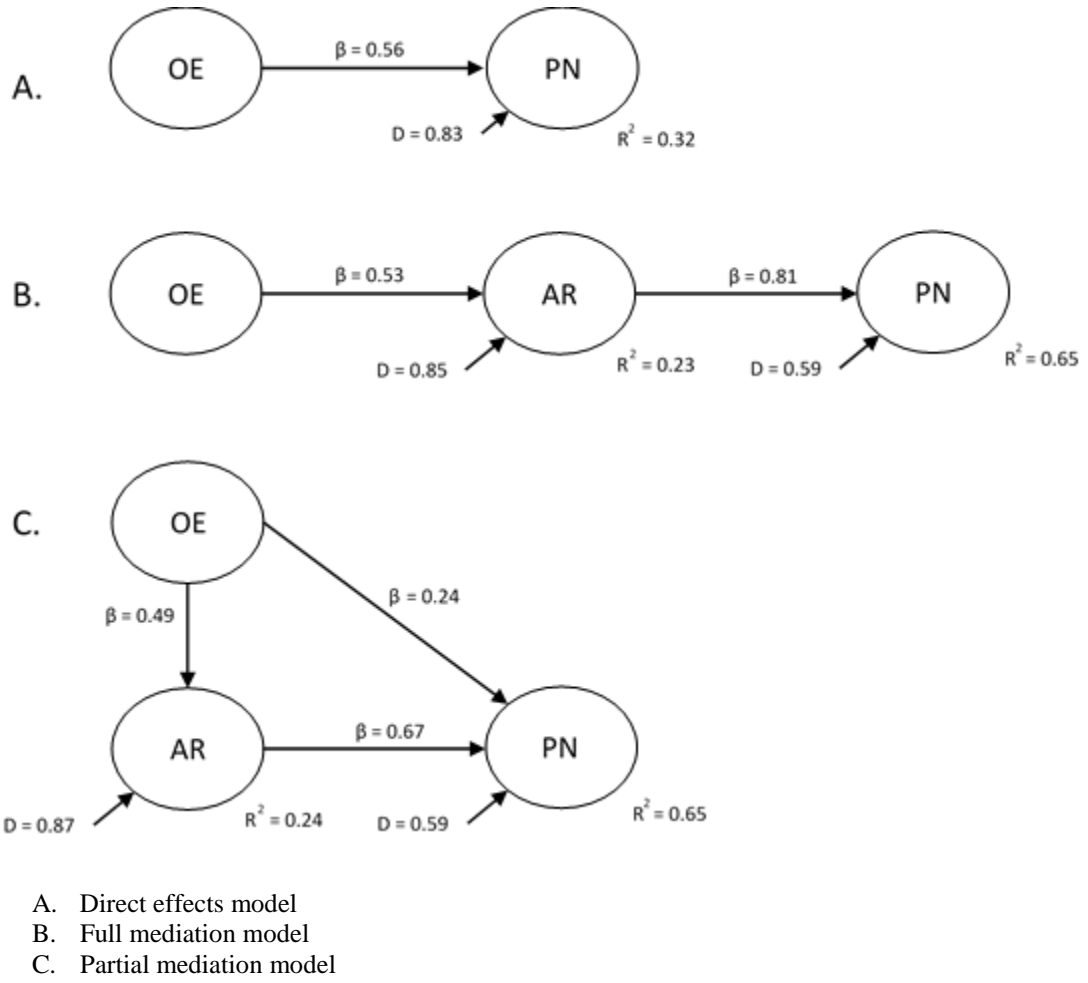 β = 0.56
OE
PN
A.
D = 0.83
R² = 0.32
β = 0.53
β = 0.81
B.
OE
AR
PN
D = 0.85
R² = 0.23
D = 0.59
R² = 0.65
C.
OE
β = 0.24
β = 0.49
β = 0.67
AR
PN
D = 0.87
R² = 0.24
D = 0.59
R² = 0.65
A. Direct effects model
B. Full mediation model
C. Partial mediation model